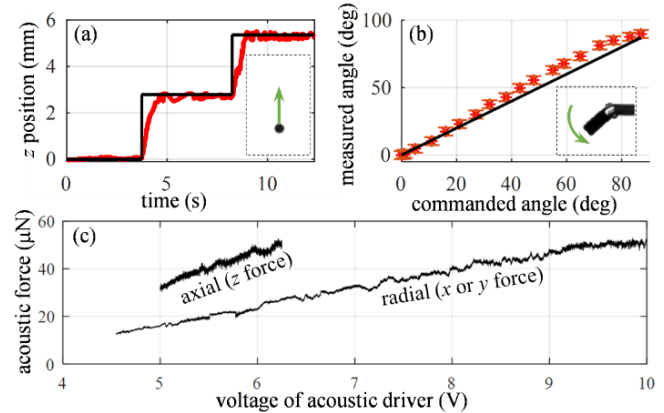 (a)
z position (mm)
6
4
2
0
0
5
10
time (s)
(b)
measured angle (deg)
100
50
0
0
20
40
60
80
commanded angle (deg)
(c)
acoustic force (μN)
60
40
20
0
axial (z force)
radial (x or y force)
4
5
6
7
8
9
10
voltage of acoustic driver (V)